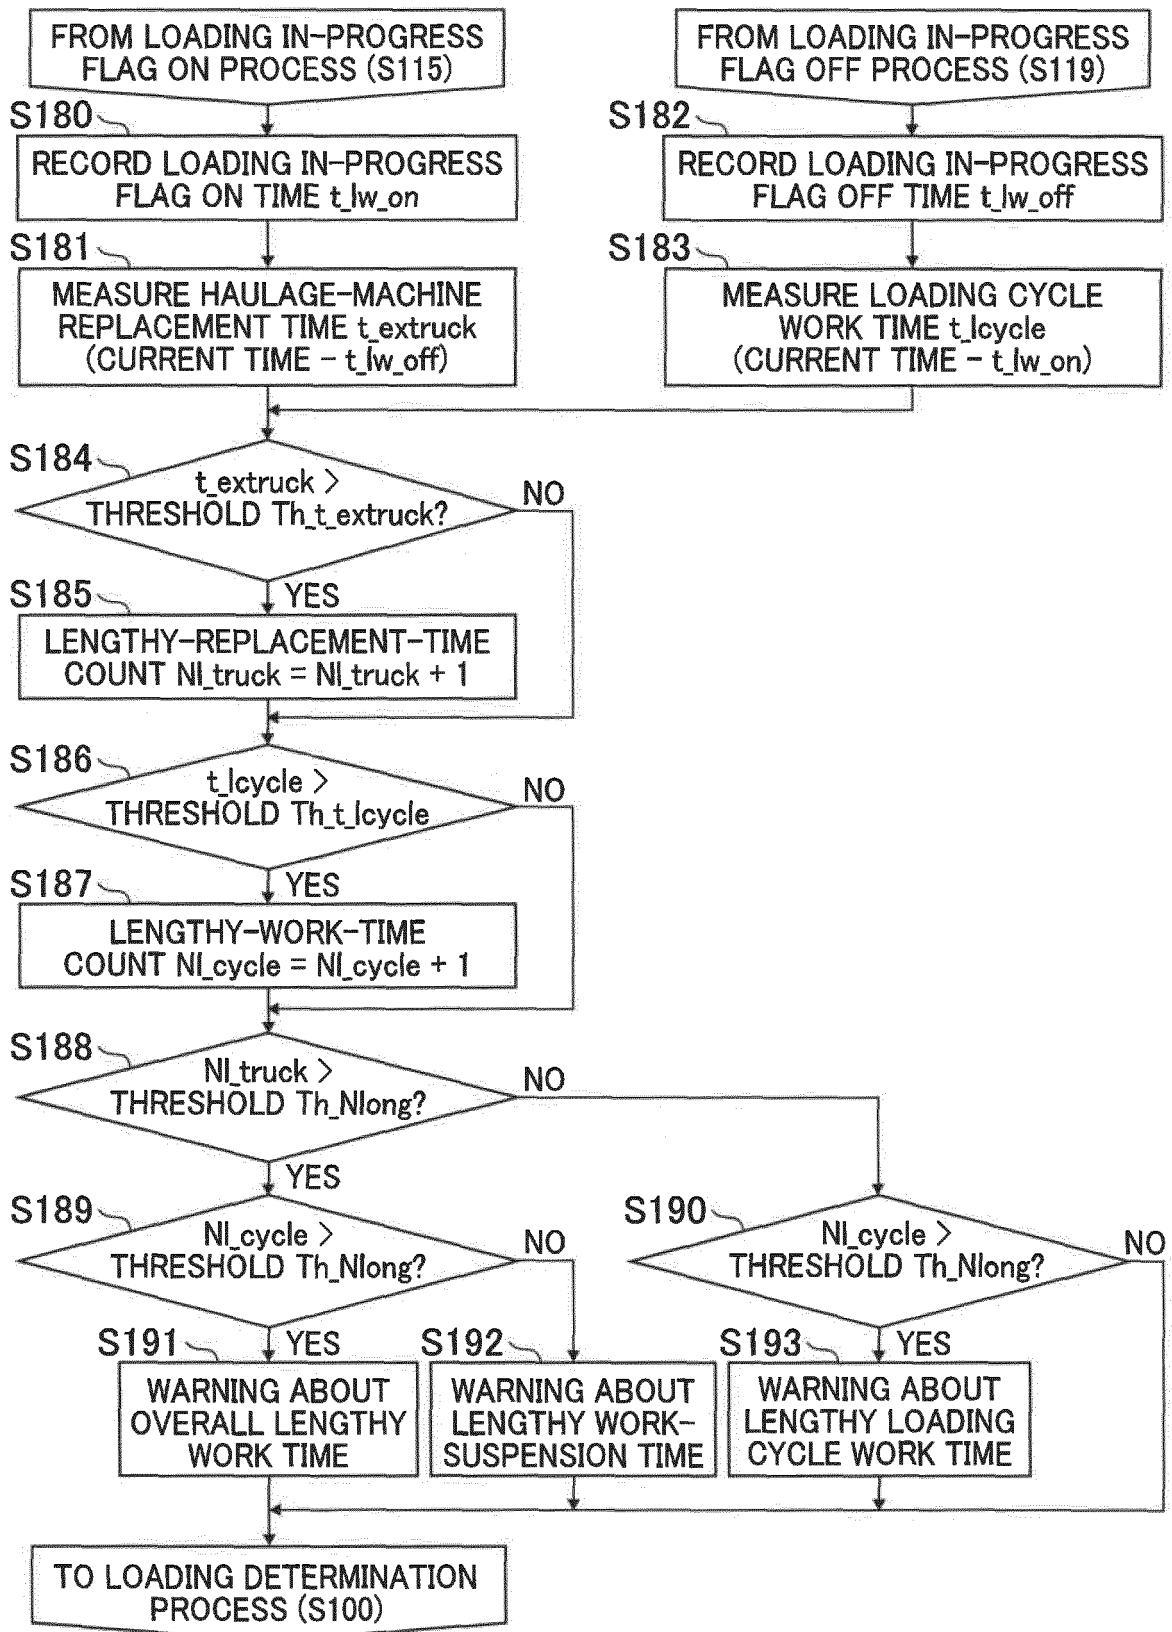 FROM LOADING IN-PROGRESS
FLAG ON PROCESS (S115)
FROM LOADING IN-PROGRESS
FLAG OFF PROCESS (S119)
S180
RECORD LOADING IN-PROGRESS
FLAG ON TIME t_lw_on
S182
RECORD LOADING IN-PROGRESS
FLAG OFF TIME t_lw_off
S181
MEASURE HAULAGE-MACHINE
REPLACEMENT TIME t_extruck
(CURRENT TIME - t_lw_off)
S183
MEASURE LOADING CYCLE
WORK TIME t_lcycle
(CURRENT TIME - t_lw_on)
S184
t_extruck >
THRESHOLD Th_t_extruck?
NO
YES
S185
LENGTHY-REPLACEMENT-TIME
COUNT Nl_truck = Nl_truck + 1
S186
t_lcycle >
THRESHOLD Th_t_lcycle
NO
YES
S187
LENGTHY-WORK-TIME
COUNT Nl_cycle = Nl_cycle + 1
S188
Nl_truck >
THRESHOLD Th_Nlong?
NO
YES
S189
Nl_cycle >
THRESHOLD Th_Nlong?
NO
YES
S190
Nl_cycle >
THRESHOLD Th_Nlong?
NO
YES
S191
WARNING ABOUT
OVERALL LENGTHY
WORK TIME
S192
WARNING ABOUT
LENGTHY WORK-
SUSPENSION TIME
S193
WARNING ABOUT
LENGTHY LOADING
CYCLE WORK TIME
TO LOADING DETERMINATION
PROCESS (S100)